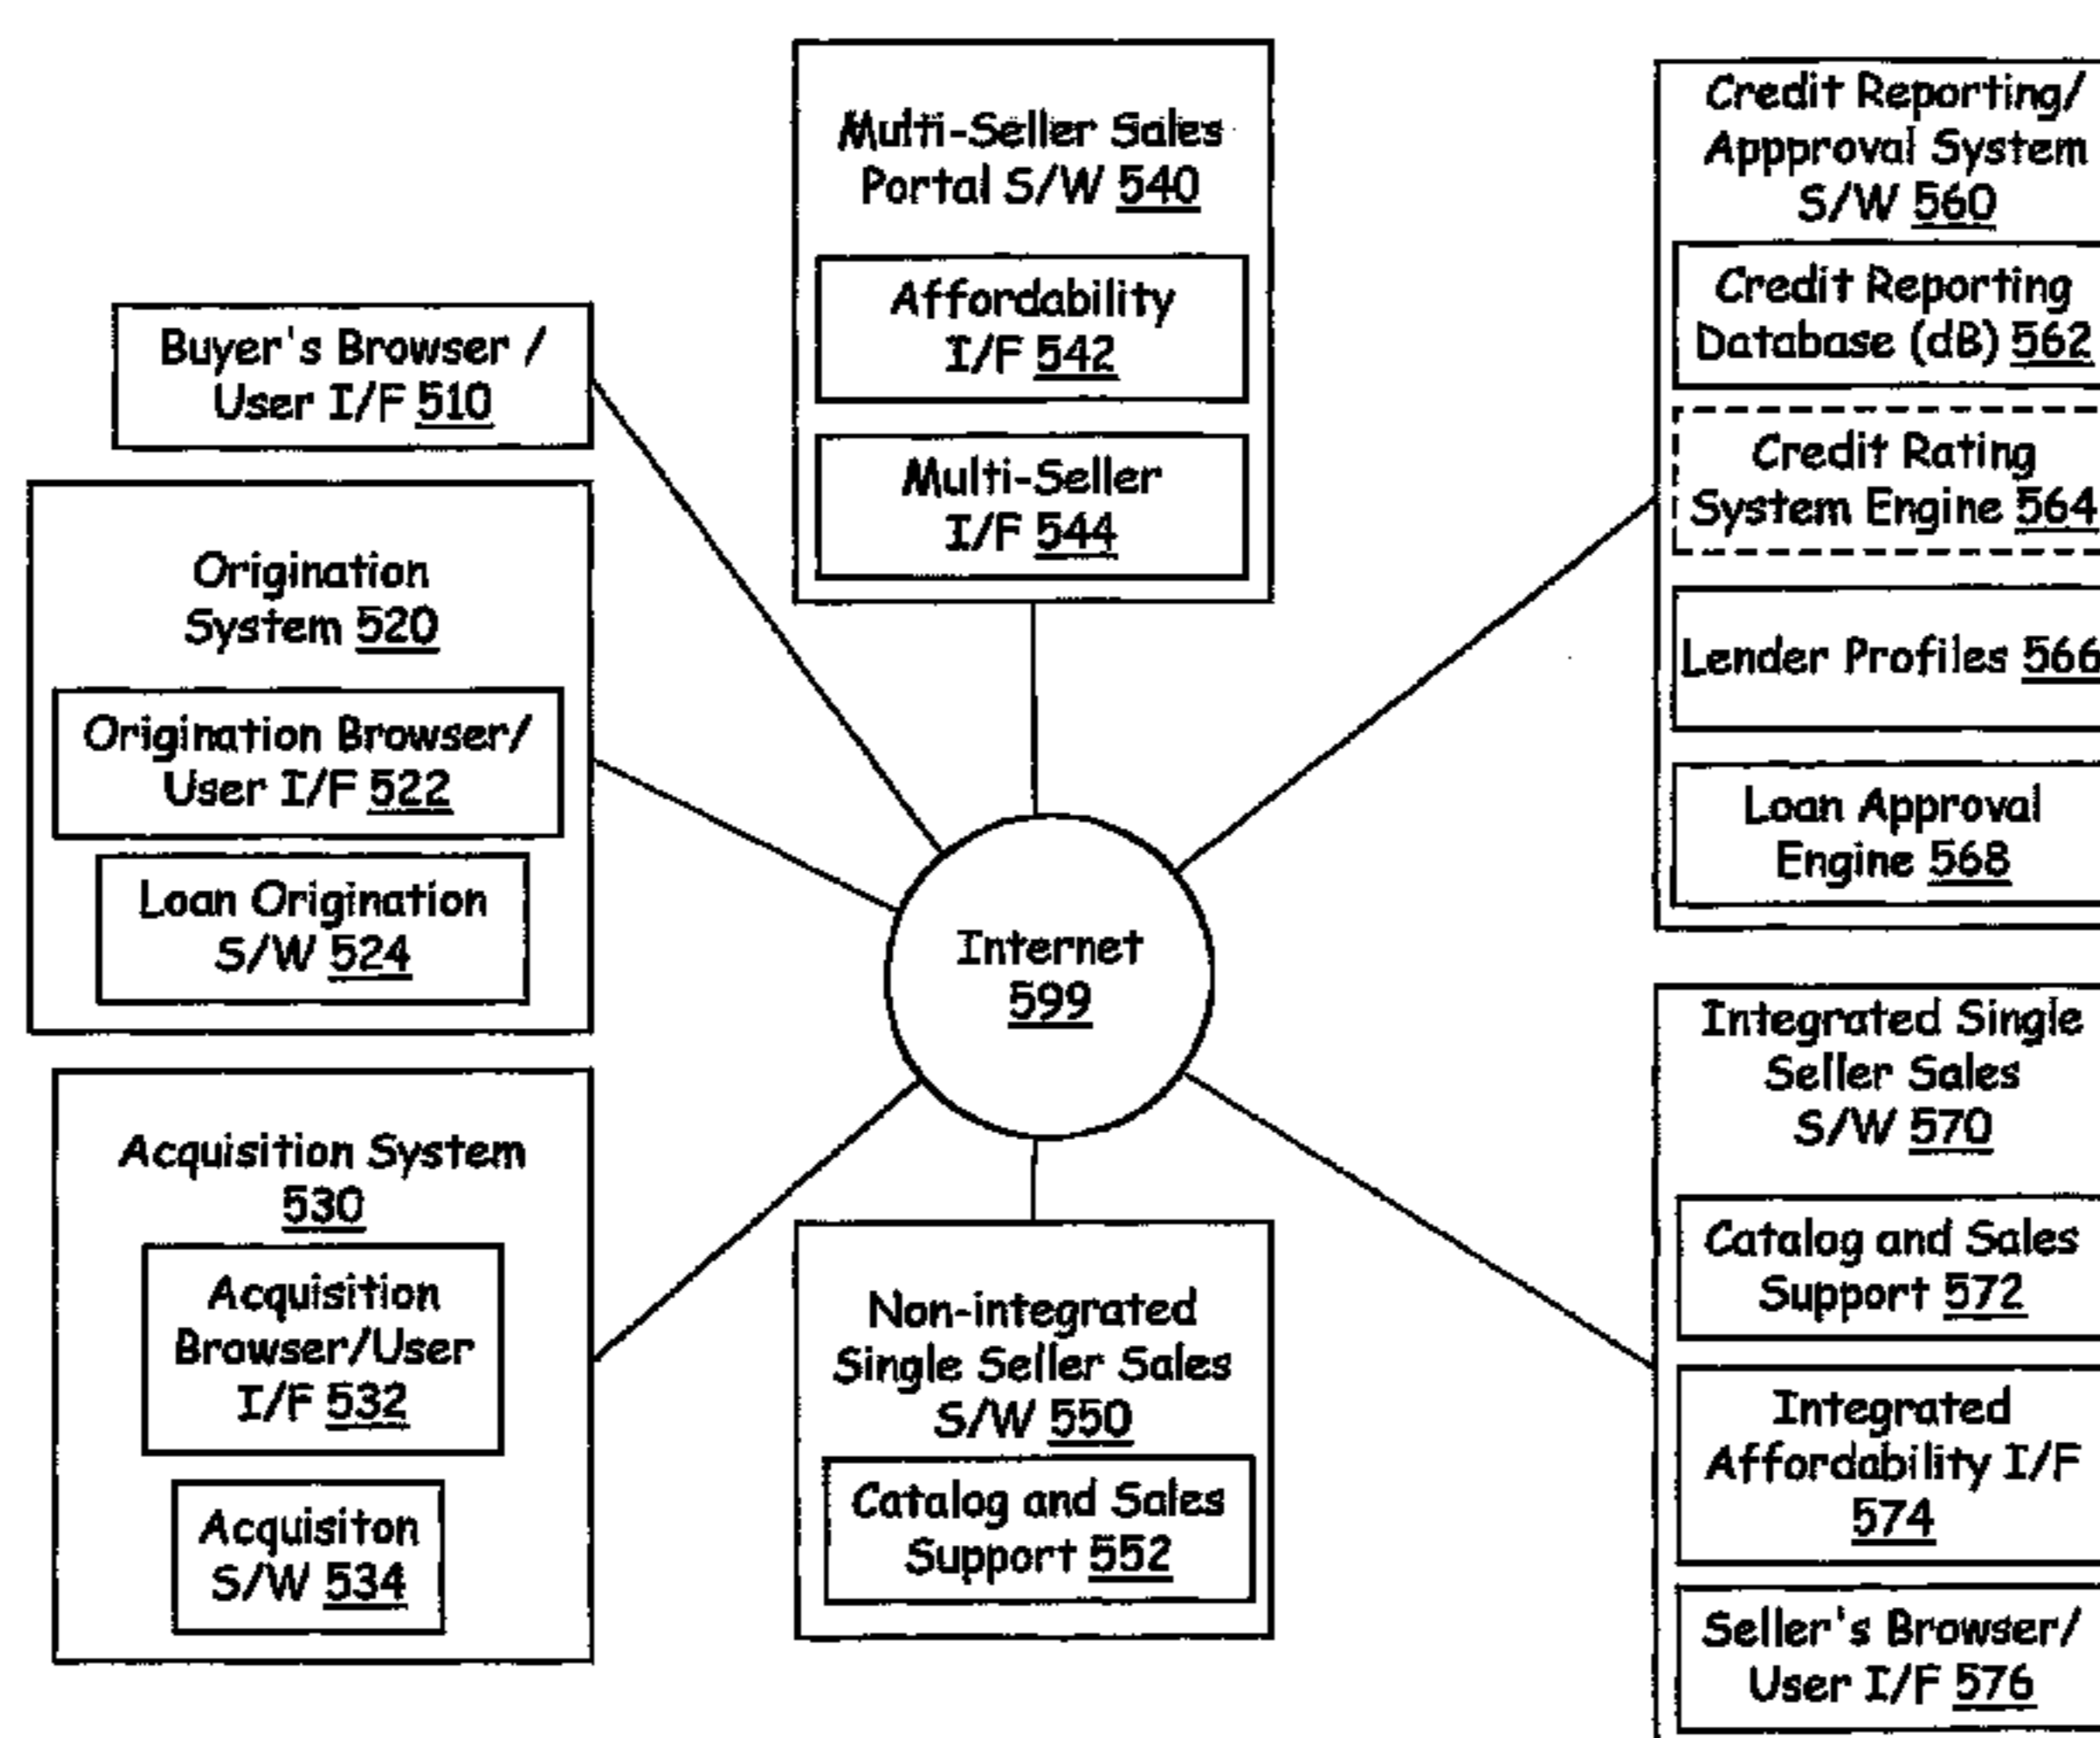 Multi-Seller Sales
Portal S/W 540
Affordability
I/F 542
Multi-Seller
I/F 544
Buyer's Browser /
User I/F 510
Origination
System 520
Origination Browser/
User I/F 522
Loan Origination
S/W 524
Acquisition System
530
Acquisition
Browser/User
I/F 532
Acquisiton
S/W 534
Internet
599
Non-integrated
Single Seller Sales
S/W 550
Catalog and Sales
Support 552
Credit Reporting/
Appproval System
S/W 560
Credit Reporting
Database (dB) 562
Credit Rating
System Engine 564
Lender Profiles 566
Loan Approval
Engine 568
Integrated Single
Seller Sales
S/W 570
Catalog and Sales
Support 572
Integrated
Affordability I/F
574
Seller's Browser/
User I/F 576